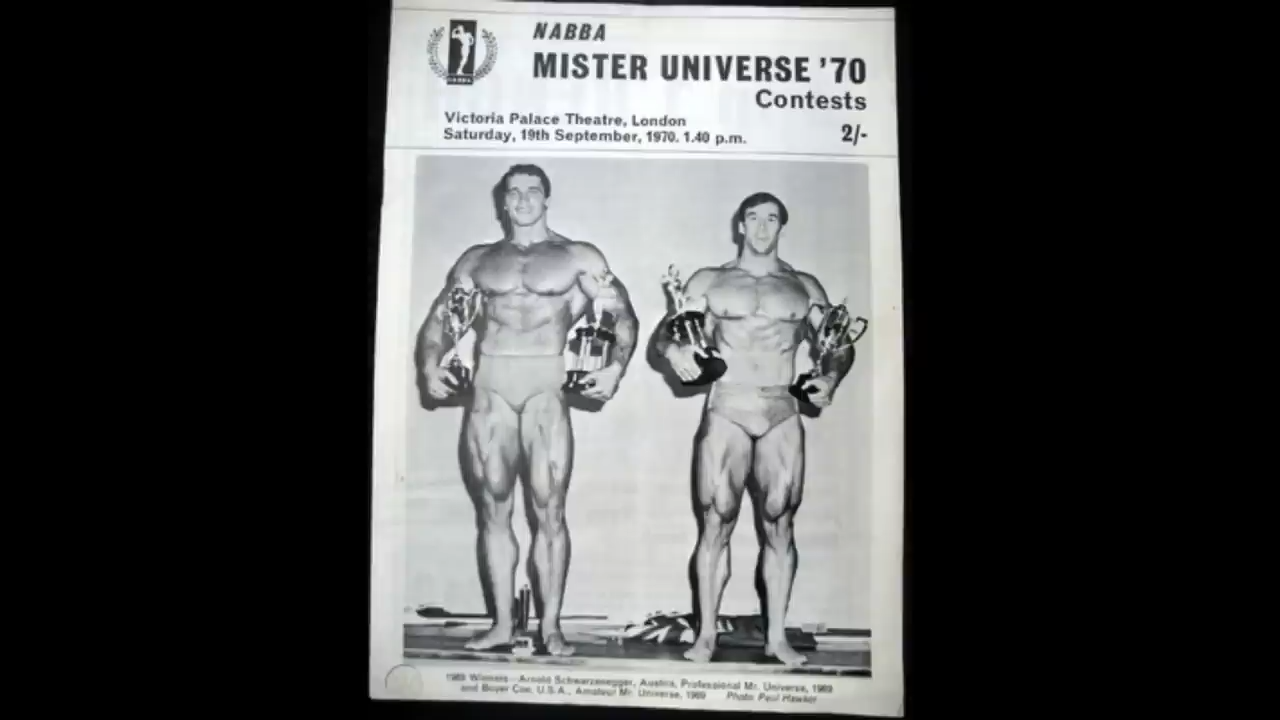 NABBA
MISTER UNIVERSE '70
Contests
Victoria Palace Theatre, London
Saturday, 19th September, 1970. 1.40 p.m.
2/-
1969 Winners - Arnold Schwarzenegger, Austria, Professional Mr. Universe, 1969
and Boyer Coe, U.S.A., Amateur Mr. Universe, 1969 Photo Paul Hawker